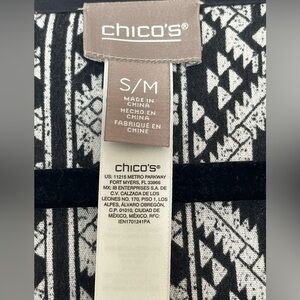 chico's®
S/M
MADE IN
CHINA
HECHO EN
CHINA
FABRIQUÉ EN
CHINE
chico's®
US: 11215 METRO PARKWAY
FORT MYERS, FL 33966
MX: IB ENTERPRISES S.A. DE
C.V. CALZADA DE LOS
LEONES NO. 170, PISO 1, LOS
ALPES, ÁLVARO OBREGÓN,
C.P. 01010, CIUDAD DE
MÉXICO, MÉXICO, RFC:
IEN1701241FA